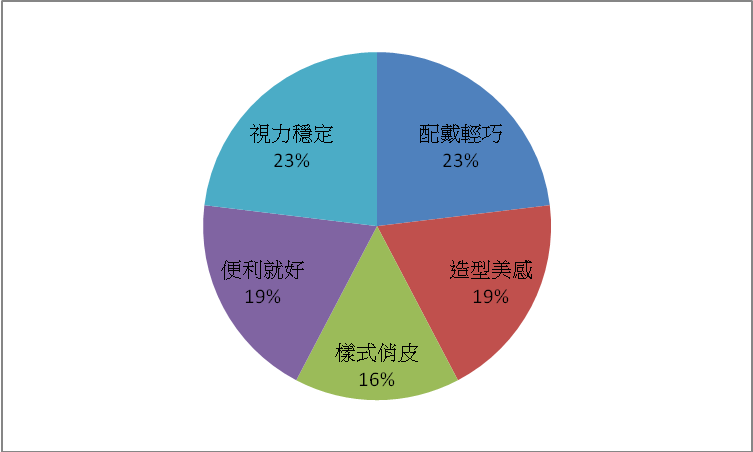 視力穩定
23%
配戴輕巧
23%
便利就好
19%
造型美感
19%
樣式俏皮
16%